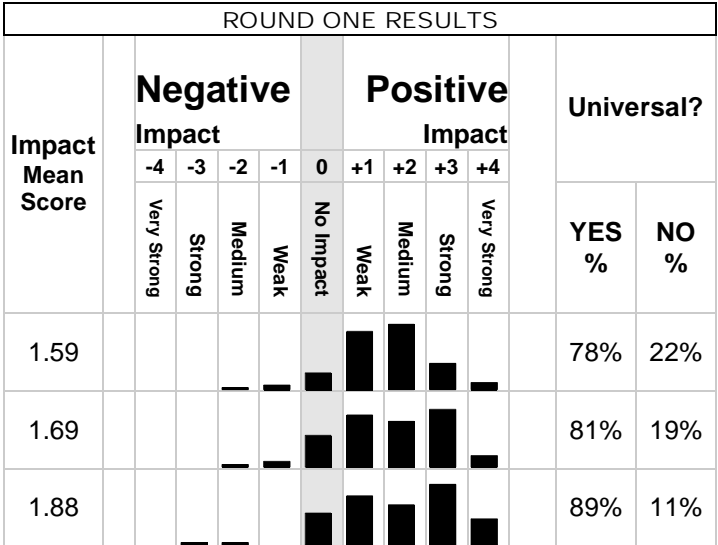 ROUND ONE RESULTS
Impact Mean Score
Negative Impact
Positive Impact
Universal?
-4 -3 -2 -1 0 +1 +2 +3 +4
Very Strong
Strong
Medium
Weak
No Impact
Weak
Medium
Strong
Very Strong
YES %
NO %
1.59 78% 22%
1.69 81% 19%
1.88 89% 11%